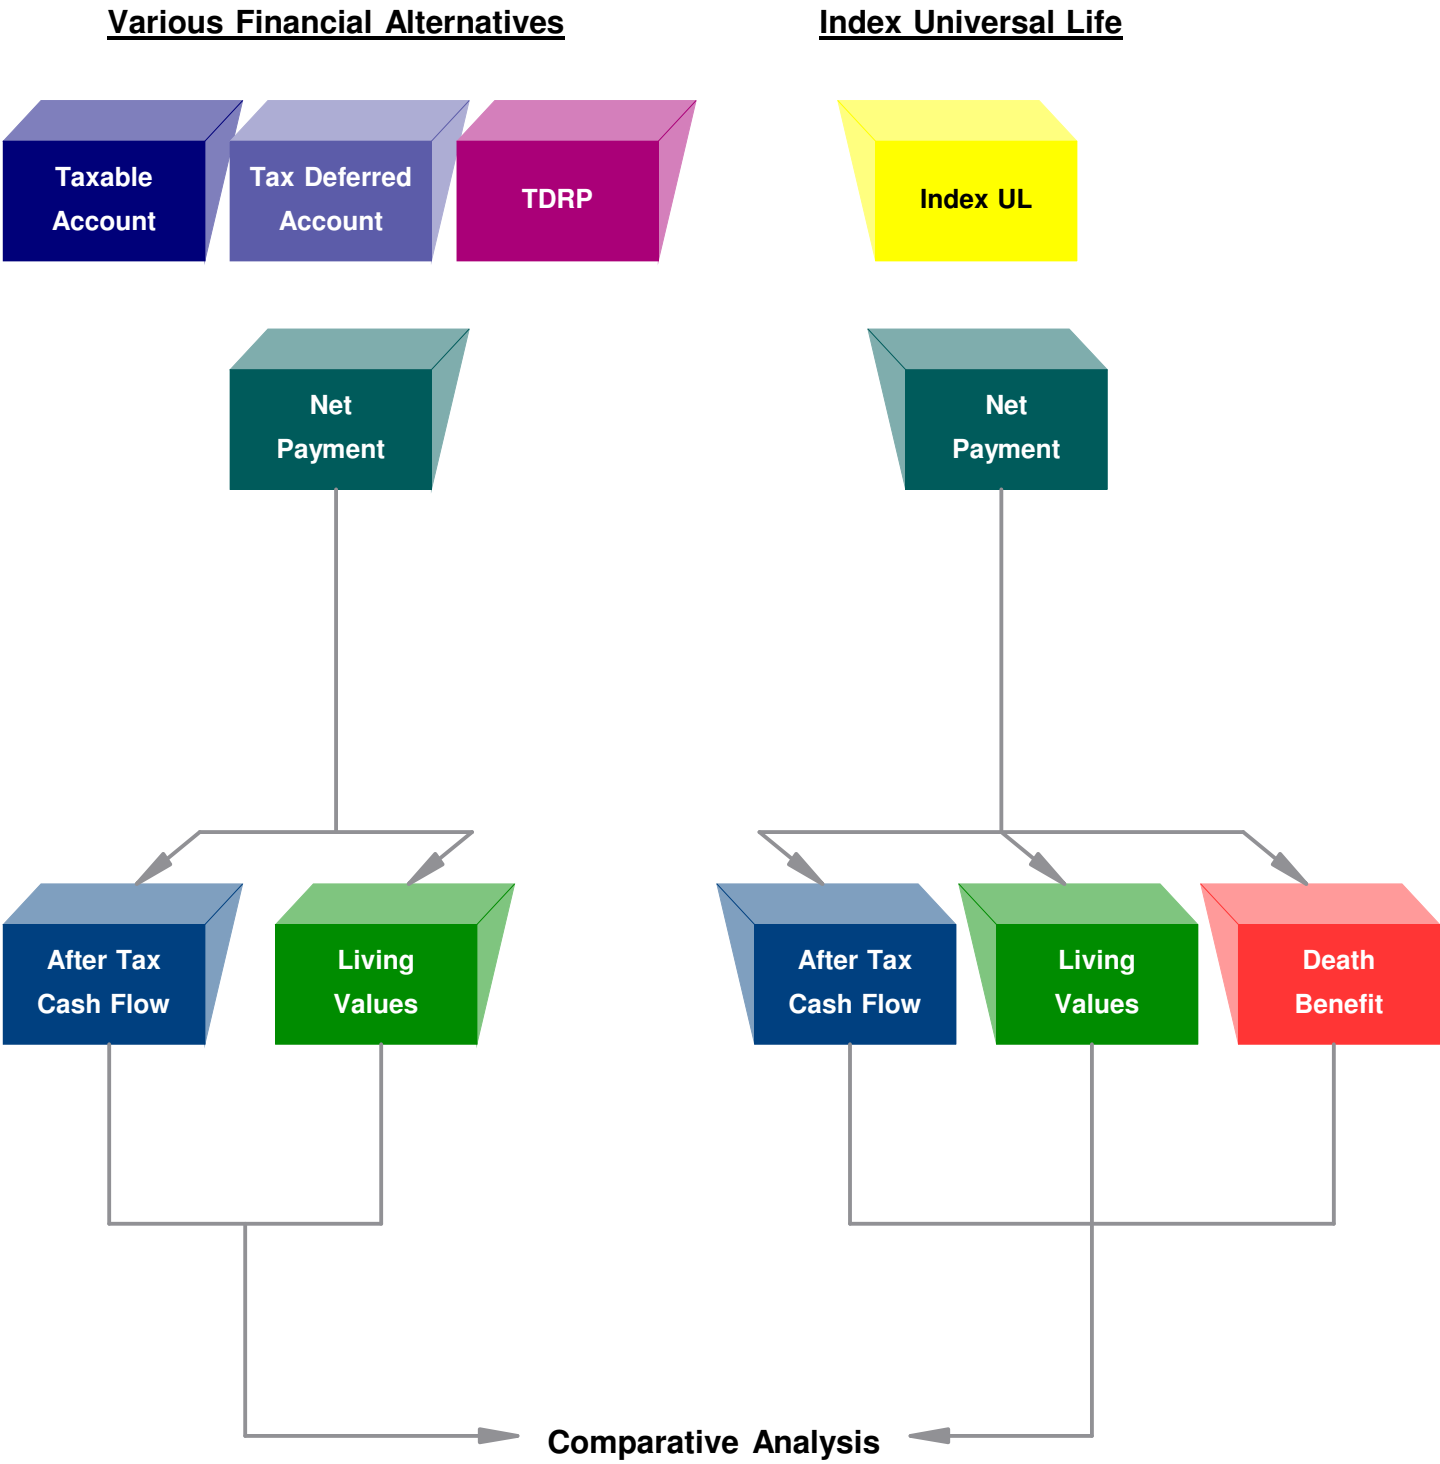 Various Financial Alternatives
Index Universal Life
Taxable
Account
Tax Deferred
Account
TDRP
Index UL
Net
Payment
Net
Payment
After Tax
Cash Flow
Living
Values
After Tax
Cash Flow
Living
Values
Death
Benefit
Comparative Analysis